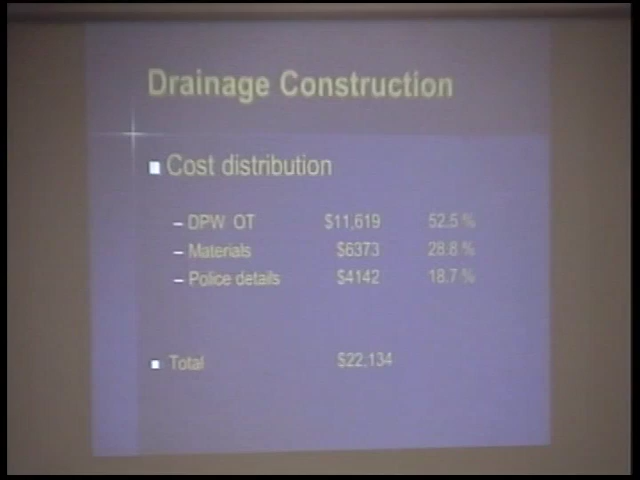 Drainage Construction
Cost distribution
– DPW OT $11,619 52.5 %
– Materials $6373 28.8 %
– Police details $4142 18.7 %
Total $22,134